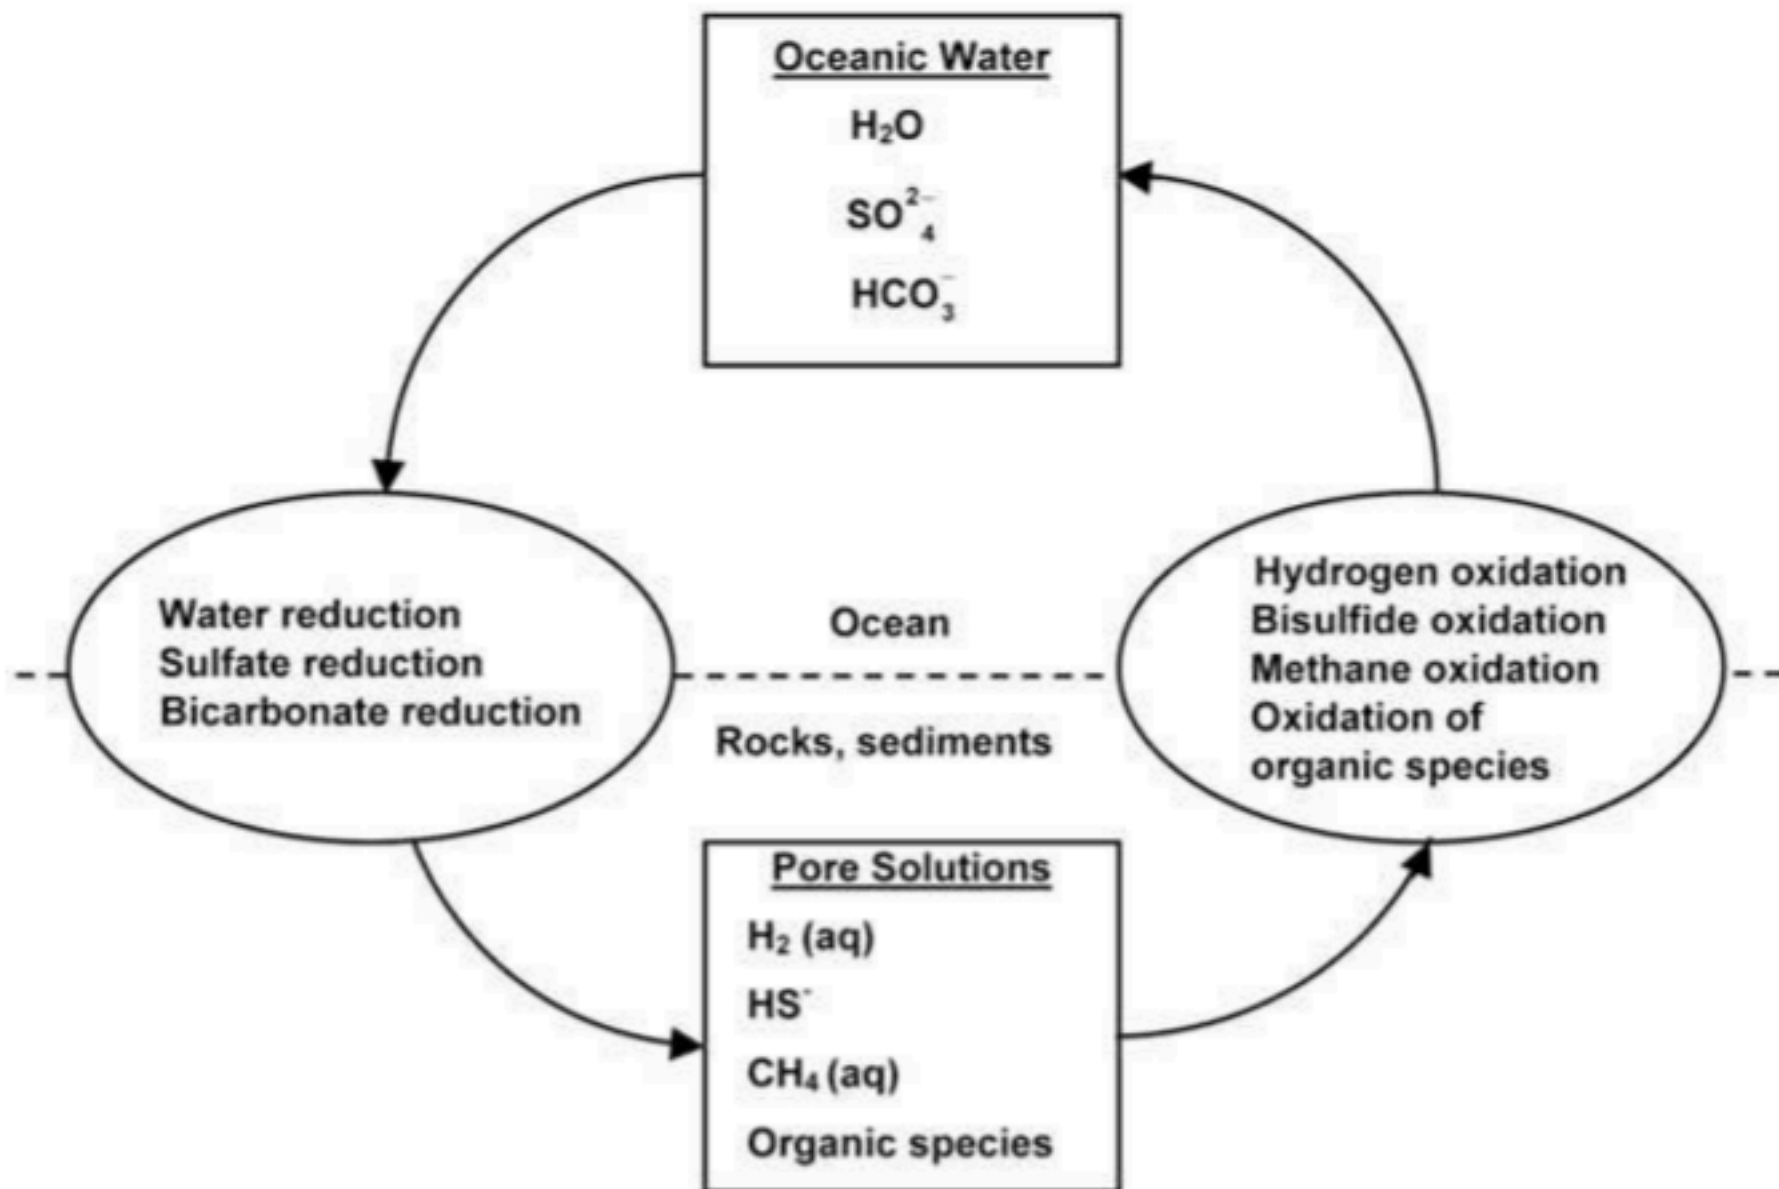 Oceanic Water
H₂O
SO₄²⁻
HCO₃⁻
Water reduction
Sulfate reduction
Bicarbonate reduction
Ocean
Rocks, sediments
Hydrogen oxidation
Bisulfide oxidation
Methane oxidation
Oxidation of
organic species
Pore Solutions
H₂ (aq)
HS⁻
CH₄ (aq)
Organic species